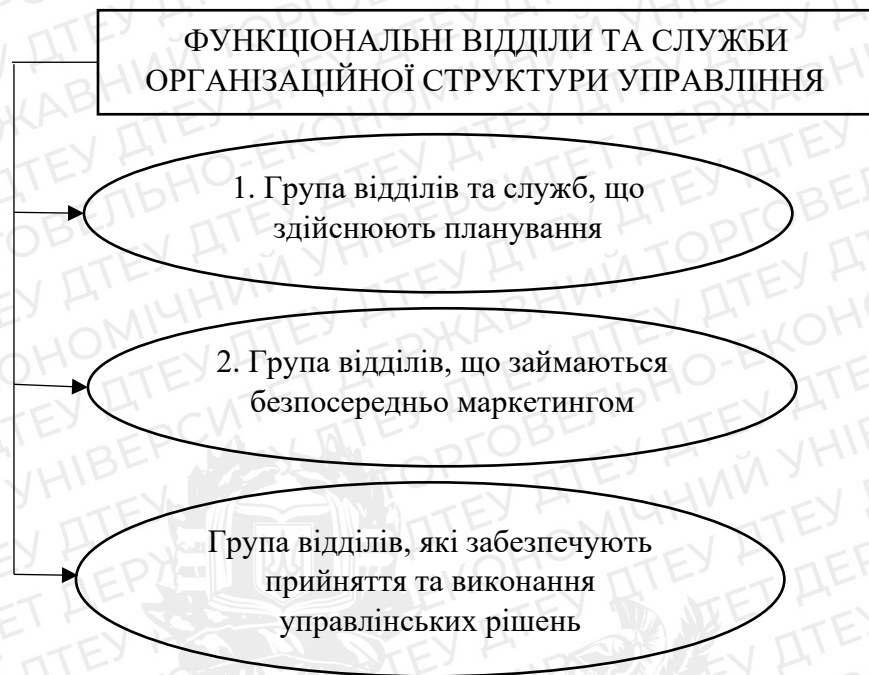 ФУНКЦІОНАЛЬНІ ВІДДІЛИ ТА СЛУЖБИ
ОРГАНІЗАЦІЙНОЇ СТРУКТУРИ УПРАВЛІННЯ
1. Група відділів та служб, що
здійснюють планування
2. Група відділів, що займаються
безпосередньо маркетингом
Група відділів, які забезпечують
прийняття та виконання
управлінських рішень